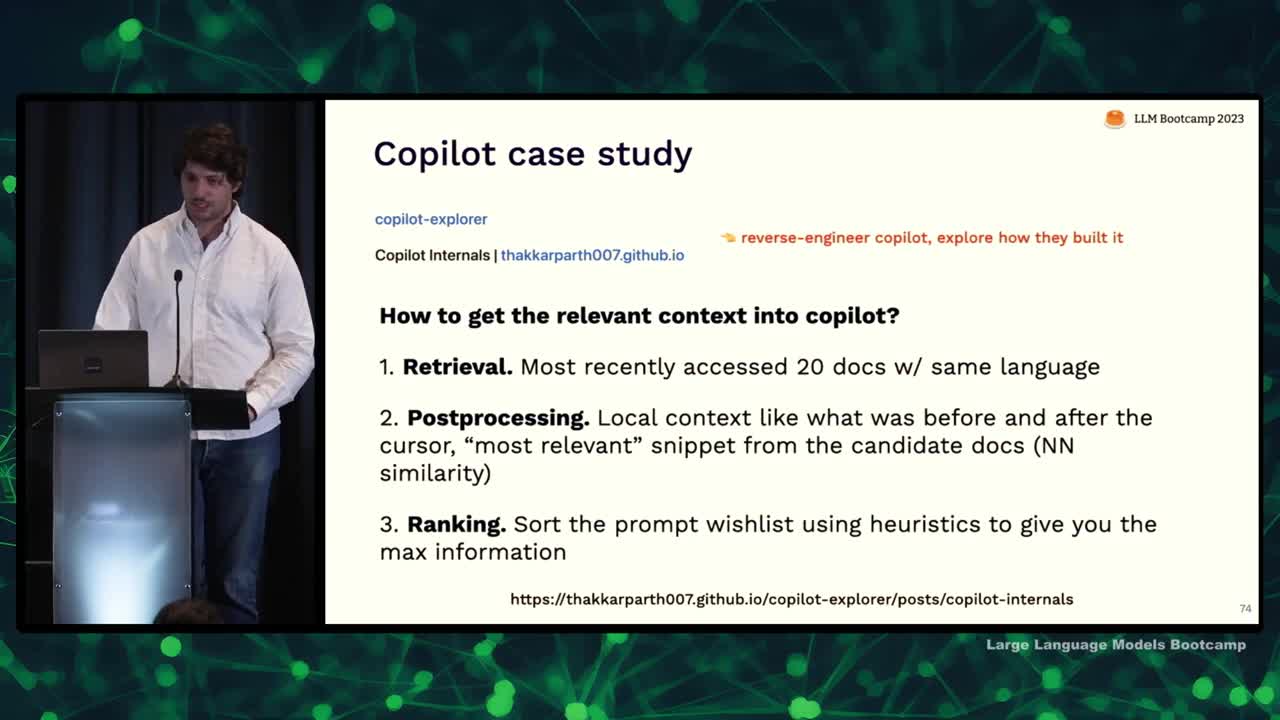 LLM Bootcamp 2023
Copilot case study
copilot-explorer
👈 reverse-engineer copilot, explore how they built it
Copilot Internals | thakkarparth007.github.io
How to get the relevant context into copilot?
1. Retrieval. Most recently accessed 20 docs w/ same language
2. Postprocessing. Local context like what was before and after the
cursor, “most relevant” snippet from the candidate docs (NN
similarity)
3. Ranking. Sort the prompt wishlist using heuristics to give you the
max information
https://thakkarparth007.github.io/copilot-explorer/posts/copilot-internals
74
Large Language Models Bootcamp